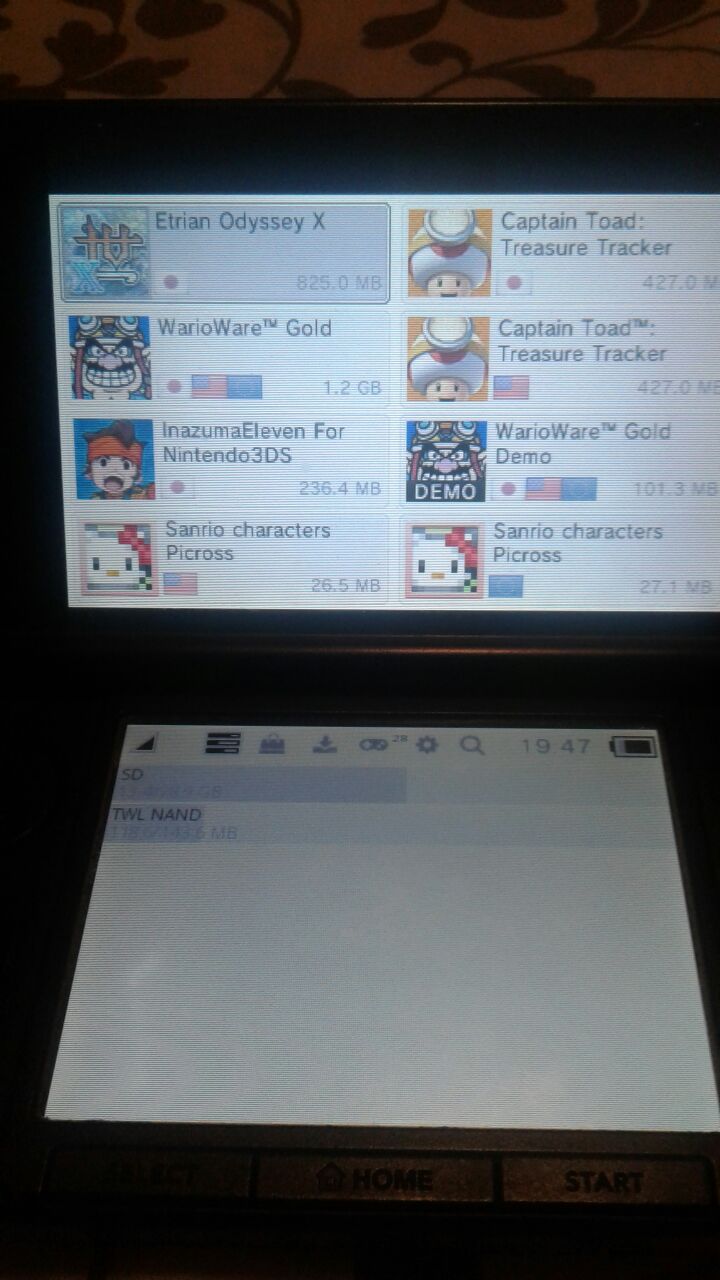 Etrian Odyssey X
825.0 MB
Captain Toad:
Treasure Tracker
427.0 M
WarioWare™ Gold
1.2 GB
Captain Toad™:
Treasure Tracker
427.0 MB
InazumaEleven For
Nintendo3DS
236.4 MB
WarioWare™ Gold
Demo
DEMO
101.3 MB
Sanrio characters
Picross
26.5 MB
Sanrio characters
Picross
27.1 MB
28
19:47
SD
GB
TWL NAND
118.6/143.6 MB
SELECT
HOME
START